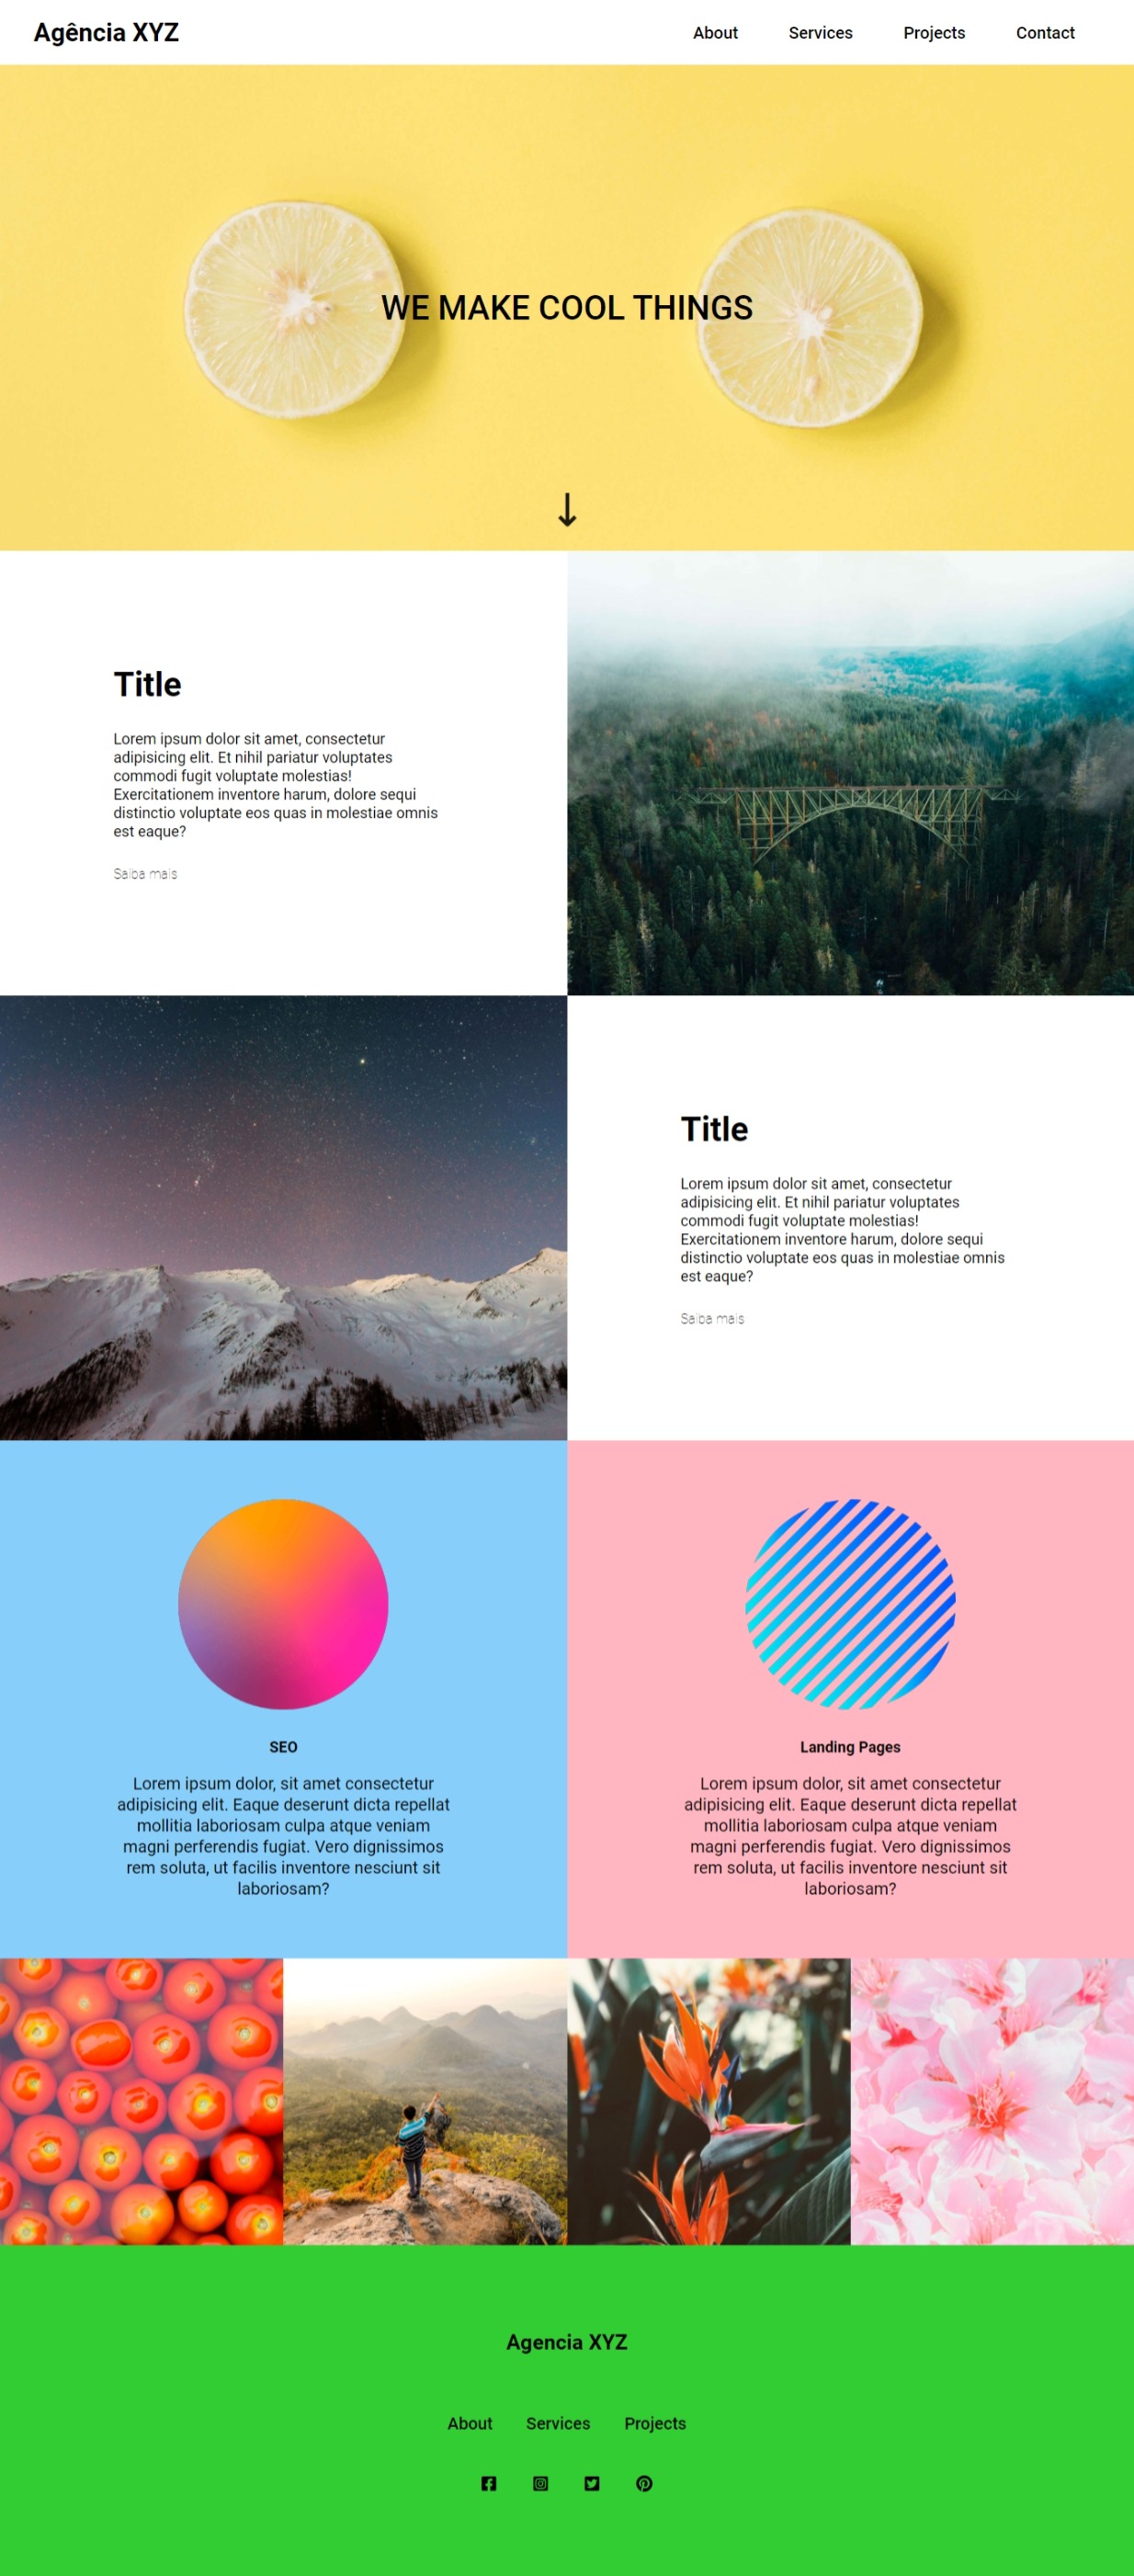 Agência XYZ
About Services Projects Contact
WE MAKE COOL THINGS
Title
Lorem ipsum dolor sit amet, consectetur
adipisicing elit. Et nihil pariatur voluptates
commodi fugit voluptate molestias!
Exercitationem inventore harum, dolore sequi
distinctio voluptate eos quas in molestiae omnis
est eaque?
Saiba mais
Title
Lorem ipsum dolor sit amet, consectetur
adipisicing elit. Et nihil pariatur voluptates
commodi fugit voluptate molestias!
Exercitationem inventore harum, dolore sequi
distinctio voluptate eos quas in molestiae omnis
est eaque?
Saiba mais
SEO
Lorem ipsum dolor, sit amet consectetur
adipisicing elit. Eaque deserunt dicta repellat
mollitia laboriosam culpa atque veniam
magni perferendis fugiat. Vero dignissimos
rem soluta, ut facilis inventore nesciunt sit
laboriosam?
Landing Pages
Lorem ipsum dolor, sit amet consectetur
adipisicing elit. Eaque deserunt dicta repellat
mollitia laboriosam culpa atque veniam
magni perferendis fugiat. Vero dignissimos
rem soluta, ut facilis inventore nesciunt sit
laboriosam?
Agencia XYZ
About Services Projects